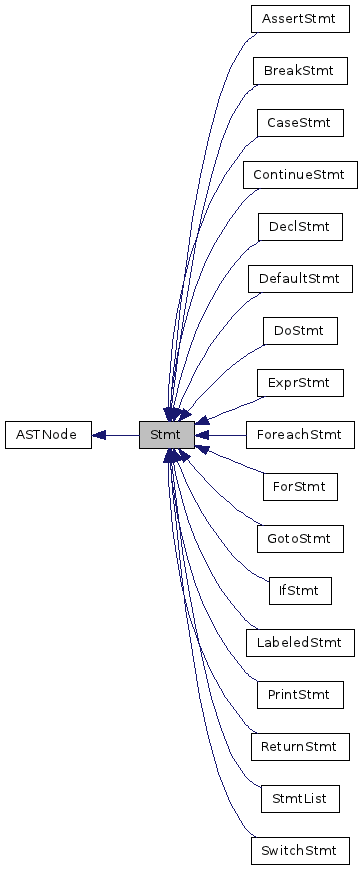 AssertStmt
BreakStmt
CaseStmt
ContinueStmt
DeclStmt
DefaultStmt
DoStmt
ExprStmt
ASTNode
Stmt
ForeachStmt
ForStmt
GotoStmt
IfStmt
LabeledStmt
PrintStmt
ReturnStmt
StmtList
SwitchStmt